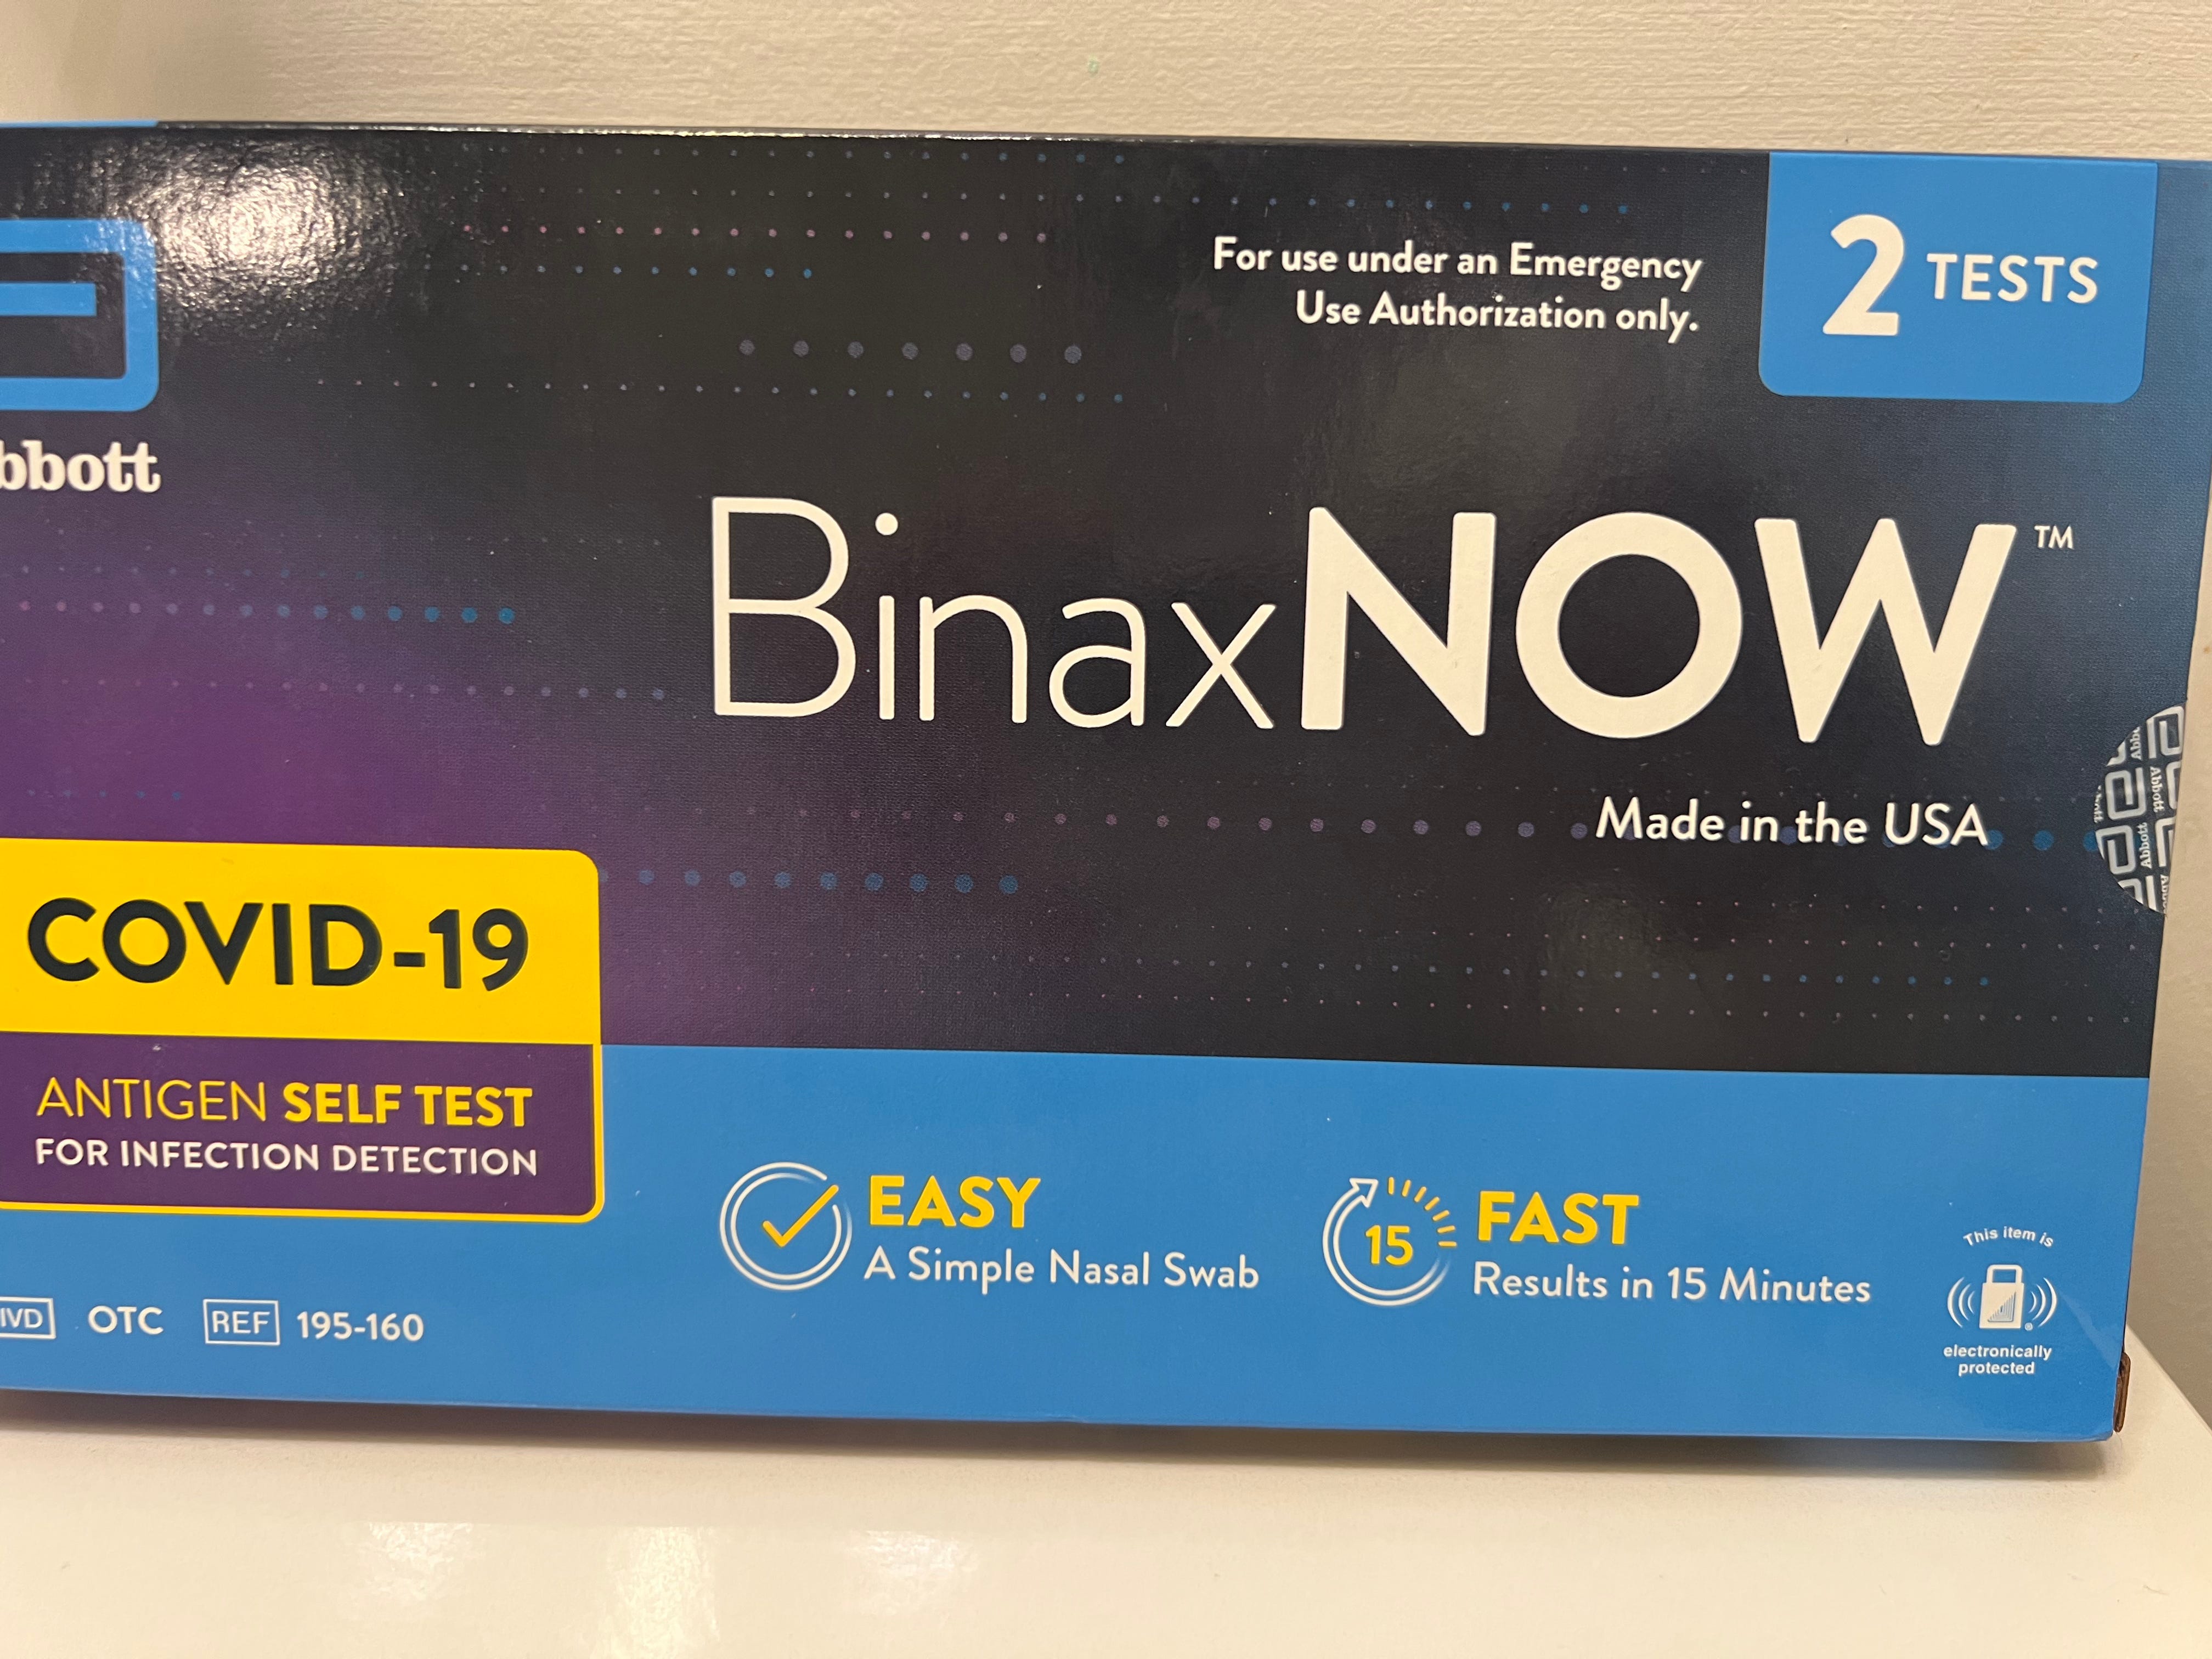 For use under an Emergency
Use Authorization only.
2 TESTS
bbott
BinaxNOW™
Made in the USA
COVID-19
ANTIGEN SELF TEST
FOR INFECTION DETECTION
EASY
A Simple Nasal Swab
15
FAST
Results in 15 Minutes
IVD OTC REF 195-160
This item is
electronically
protected
Abbott
Abbott